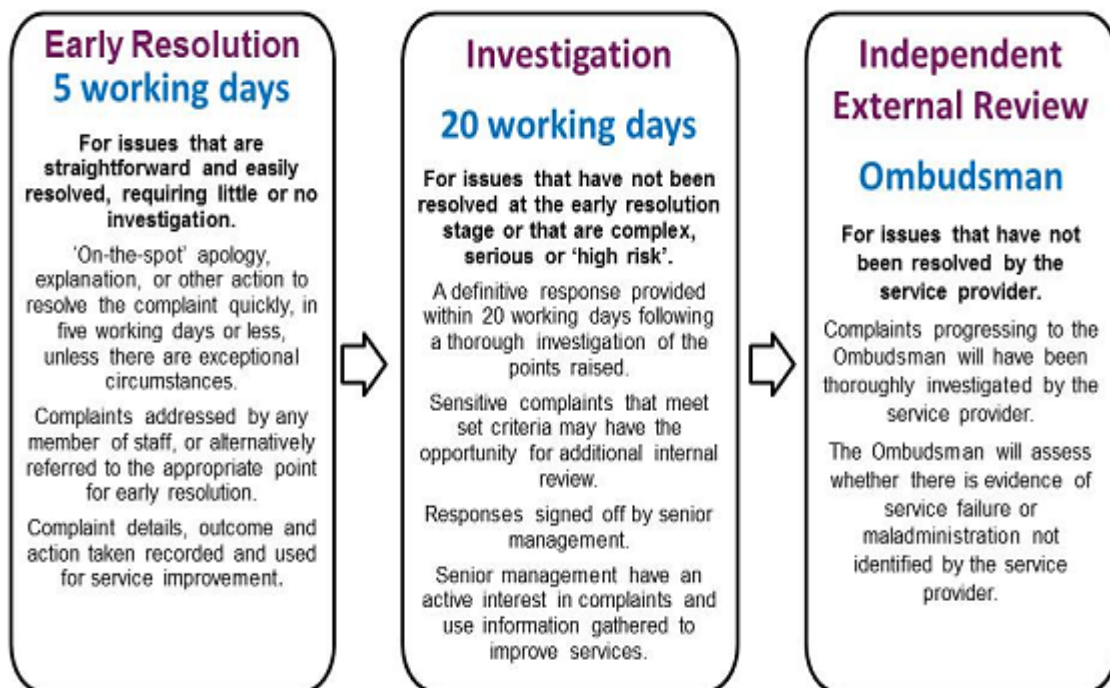 Early Resolution
5 working days
For issues that are
straightforward and easily
resolved, requiring little or no
investigation.
‘On-the-spot’ apology,
explanation, or other action to
resolve the complaint quickly, in
five working days or less,
unless there are exceptional
circumstances.
Complaints addressed by any
member of staff, or alternatively
referred to the appropriate point
for early resolution.
Complaint details, outcome and
action taken recorded and used
for service improvement.
Investigation
20 working days
For issues that have not been
resolved at the early resolution
stage or that are complex,
serious or ‘high risk’.
A definitive response provided
within 20 working days following
a thorough investigation of the
points raised.
Sensitive complaints that meet
set criteria may have the
opportunity for additional internal
review.
Responses signed off by senior
management.
Senior management have an
active interest in complaints and
use information gathered to
improve services.
Independent
External Review
Ombudsman
For issues that have not
been resolved by the
service provider.
Complaints progressing to the
Ombudsman will have been
thoroughly investigated by the
service provider.
The Ombudsman will assess
whether there is evidence of
service failure or
maladministration not
identified by the service
provider.